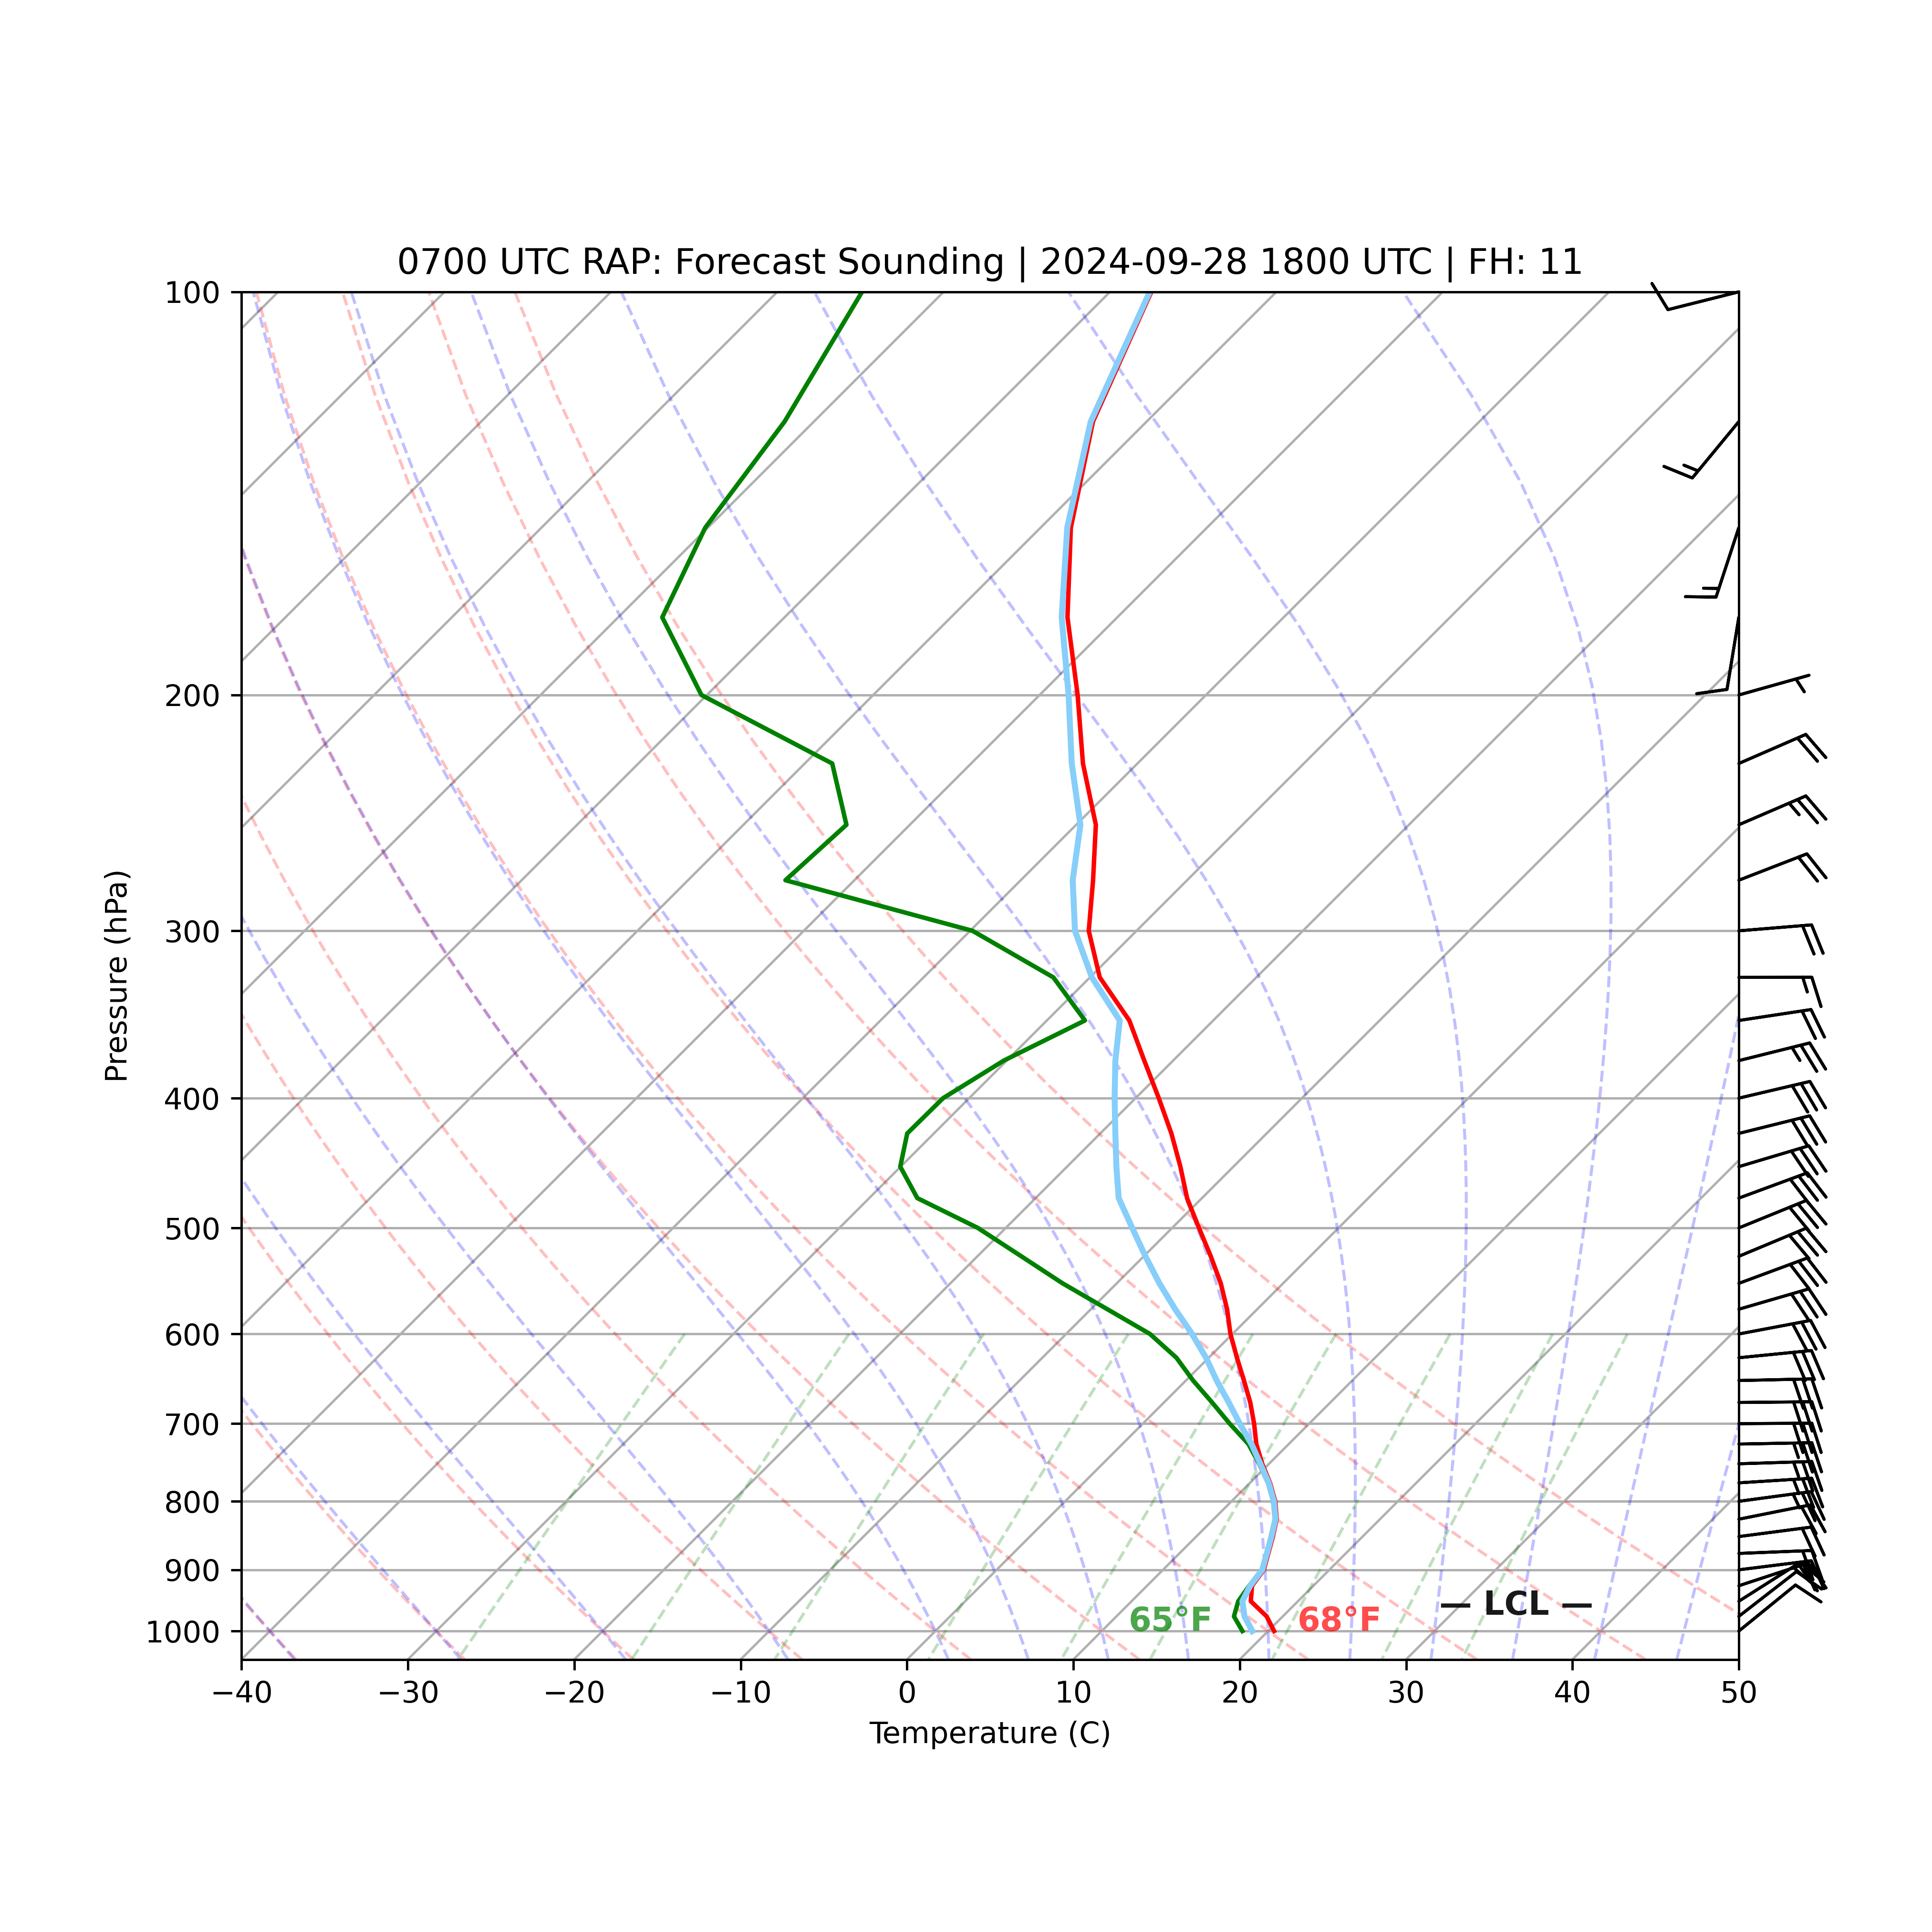 0700 UTC RAP: Forecast Sounding | 2024-09-28 1800 UTC | FH: 11
100
200
300
400
500
600
700
800
900
1000
Pressure (hPa)
65°F
68°F
— LCL —
−40 −30 −20 −10 0 10 20 30 40 50
Temperature (C)